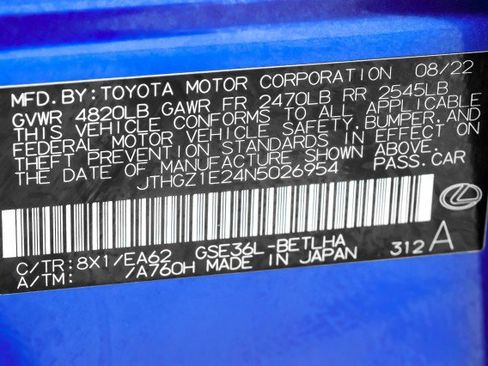 MFD.BY:TOYOTA MOTOR CORPORATION 08/22
GVWR 4820LB GAWR FR 2470LB RR 2545LB
THIS VEHICLE CONFORMS TO ALL APPLICABLE
FEDERAL MOTOR VEHICLE SAFETY,BUMPER,AND
THEFT PREVENTION STANDARDS IN EFFECT ON
THE DATE OF MANUFACTURE SHOWN ABOVE.
JTHGZ1E24N5026954 PASS.CAR
C/TR:8X1/EA62 GSE36L-BETLHA
A/TM: /A760H MADE IN JAPAN 312 A